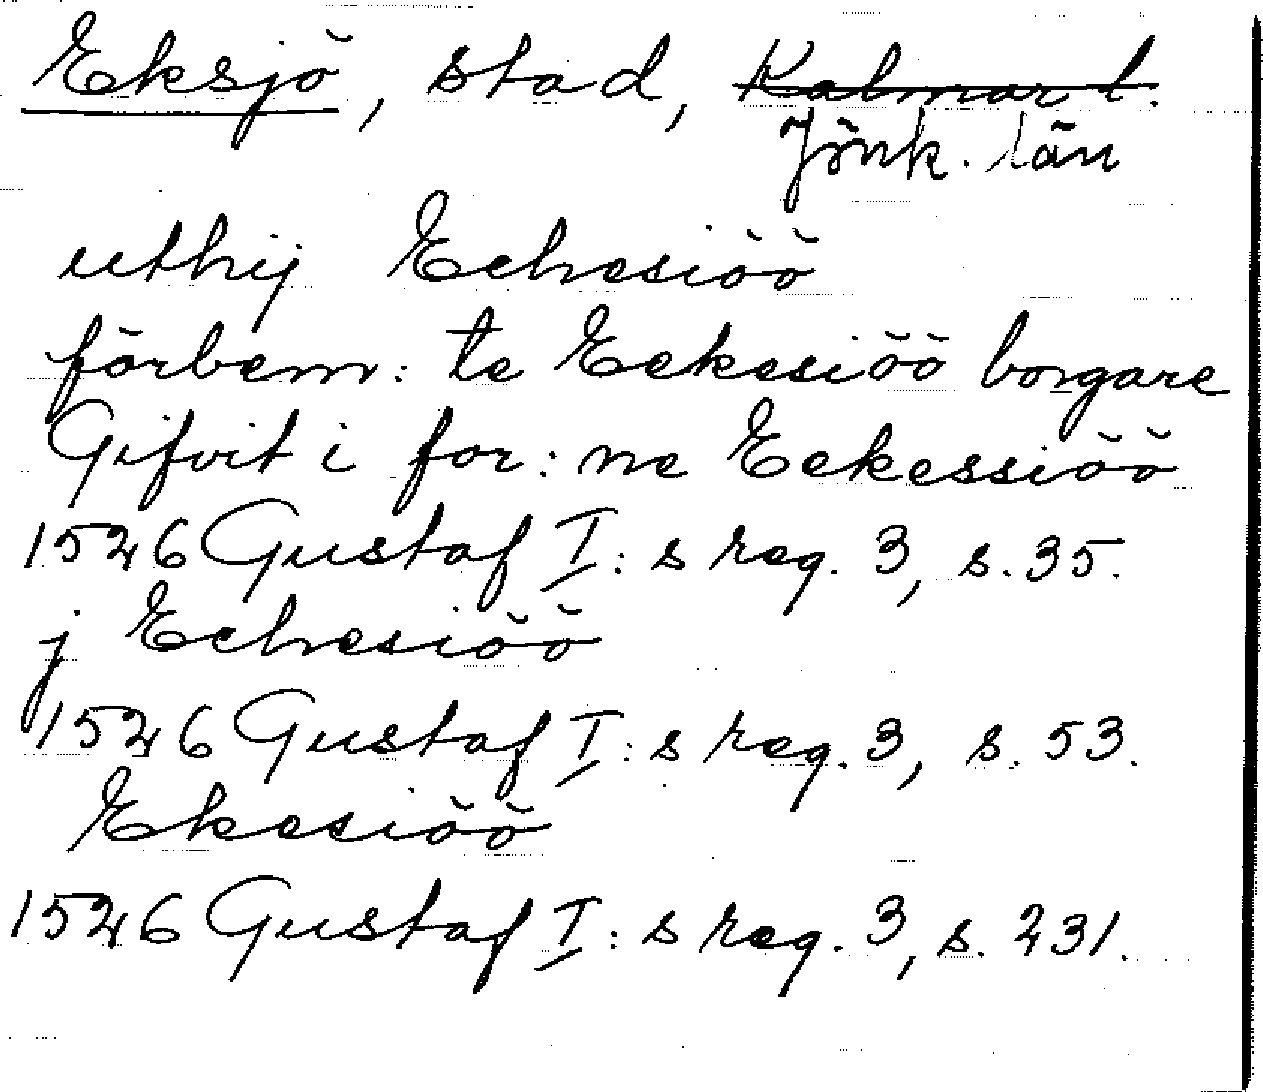 Eksjö, stad, Kalmar l.
Jönk. län
uthij Echesiöö
förbem: te Eekesiöö borgare
Gifvit i for: ne Eekessiöö
1526 Gustaf I: s reg. 3, s. 35.
j Echesiöö
1526 Gustaf I: s reg. 3, s. 53.
Ekesiöö
1526 Gustaf I: s reg. 3, s. 231.